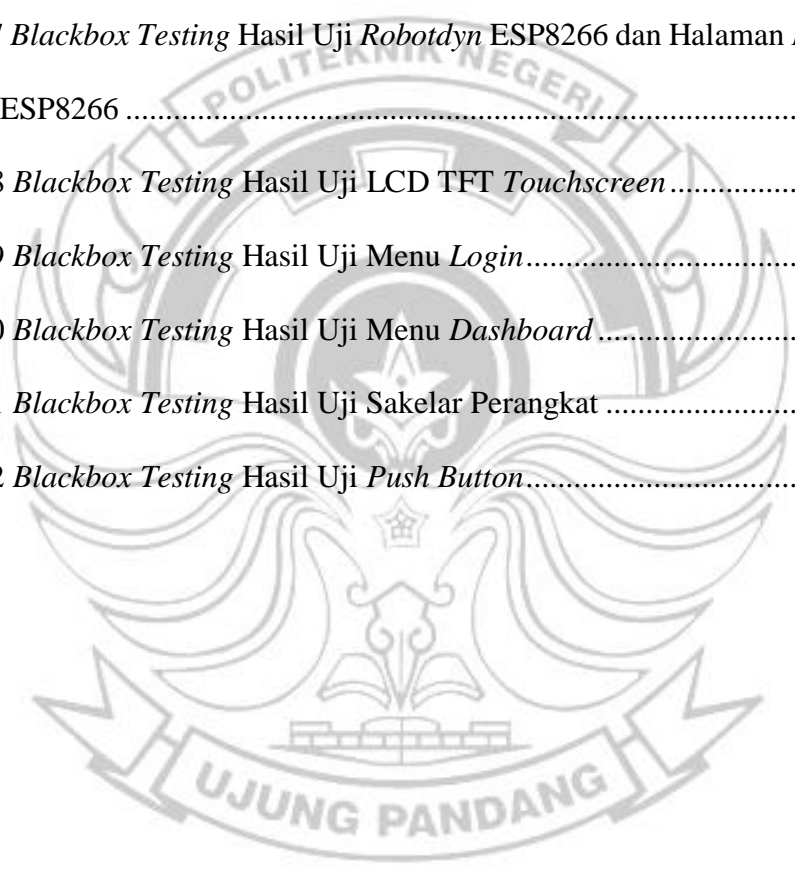 Blackbox Testing Hasil Uji Robotdyn ESP8266 dan Halaman
ESP8266 ........................................................................
8 Blackbox Testing Hasil Uji LCD TFT Touchscreen ..............
9 Blackbox Testing Hasil Uji Menu Login ..............................
0 Blackbox Testing Hasil Uji Menu Dashboard .....................
Blackbox Testing Hasil Uji Sakelar Perangkat .....................
2 Blackbox Testing Hasil Uji Push Button ..............................
POLITEKNIK NEGERI
UJUNG PANDANG